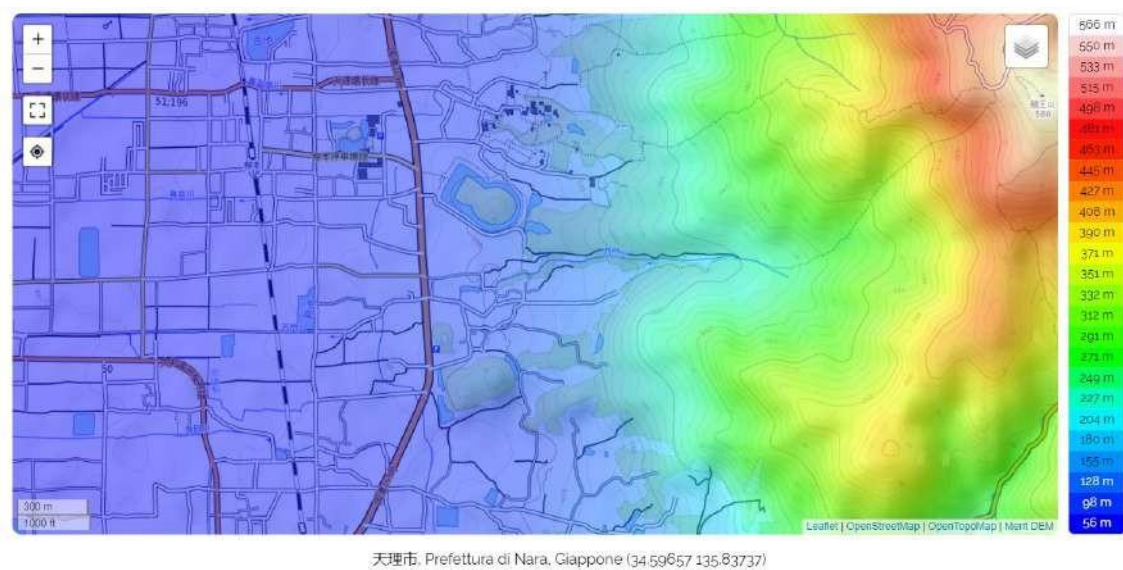 +
−
51;196
50
300 m
1000 ft
586
Leaflet | OpenStreetMap | OpenTopoMap | Merit DEM
566 m
550 m
533 m
515 m
498 m
481 m
463 m
445 m
427 m
408 m
390 m
371 m
351 m
332 m
312 m
291 m
271 m
249 m
227 m
204 m
180 m
155 m
128 m
98 m
56 m
天理市, Prefettura di Nara, Giappone (34.59657 135.83737)